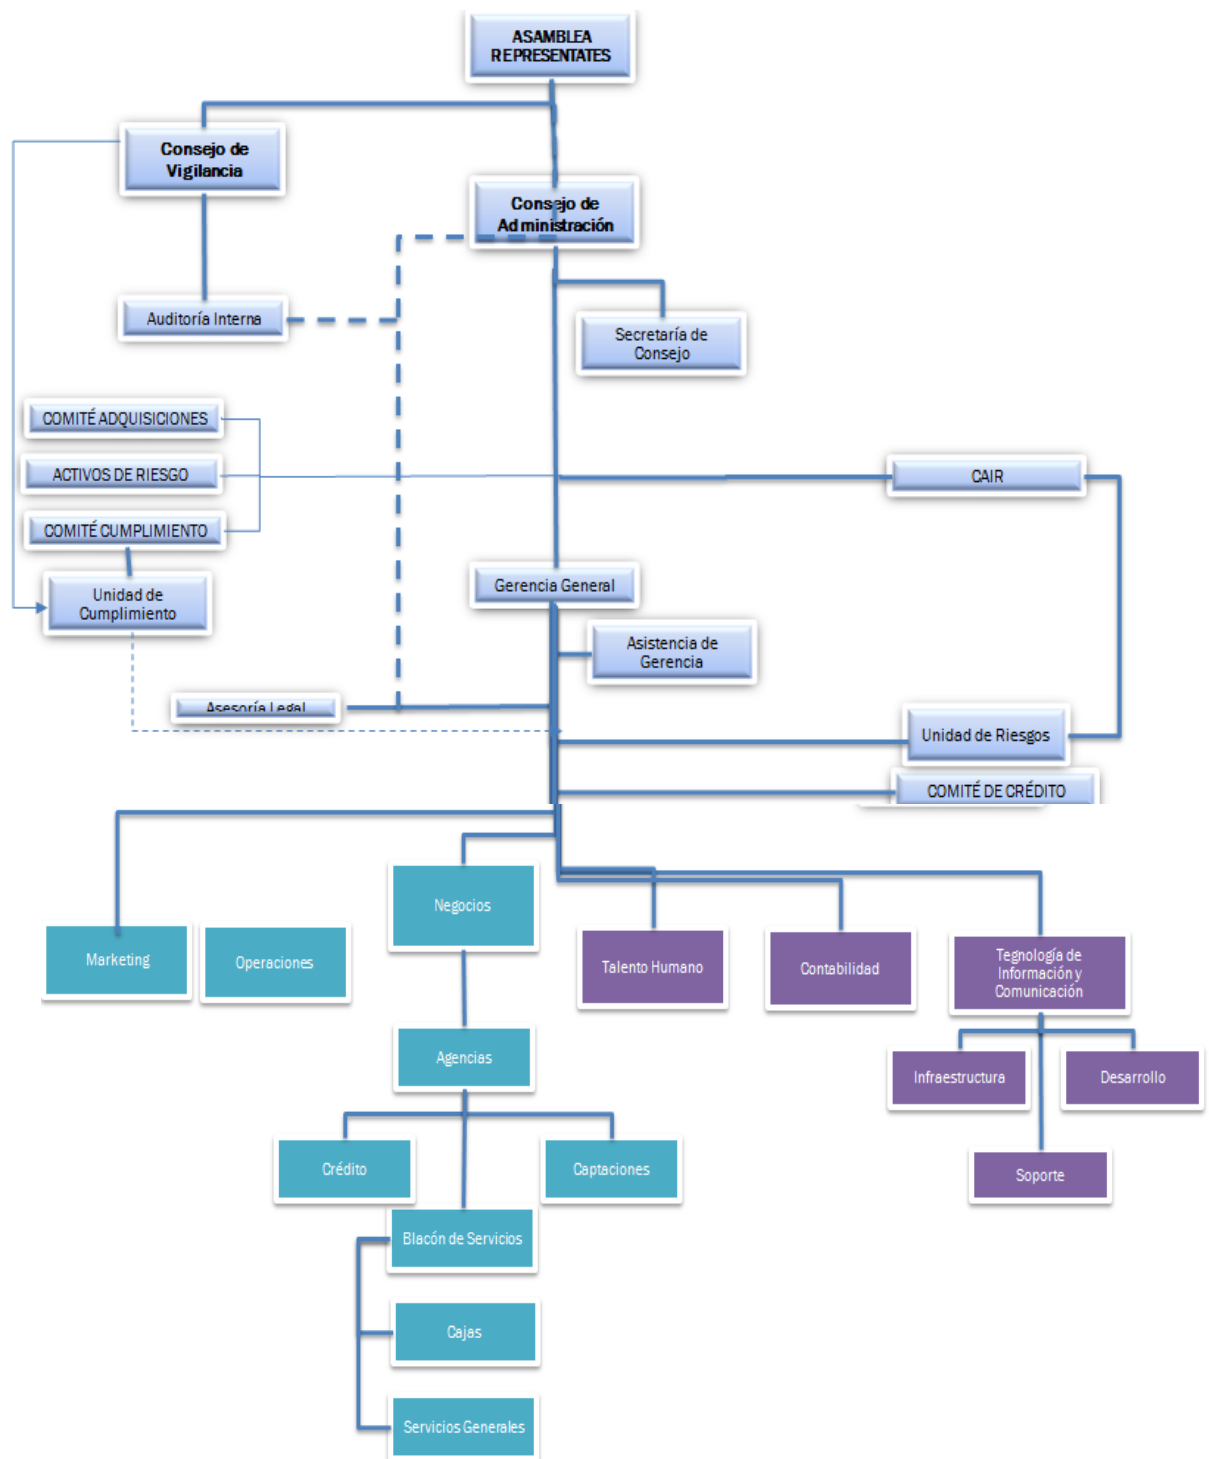 ASAMBLEA
REPRESENTATES
Consejo de
Vigilancia
Consejo de
Administración
Auditoría Interna
Secretaría de
Consejo
COMITÉ ADQUISICIONES
ACTIVOS DE RIESGO
CAIR
COMITÉ CUMPLIMIENTO
Gerencia General
Unidad de
Cumplimiento
Asistencia de
Gerencia
Asesoría Legal
Unidad de Riesgos
COMITÉ DE CRÉDITO
Negocios
Marketing
Operaciones
Talento Humano
Contabilidad
Tegnología de
Información y
Comunicación
Agencias
Infraestructura
Desarrollo
Crédito
Captaciones
Soporte
Blacón de Servicios
Cajas
Servicios Generales